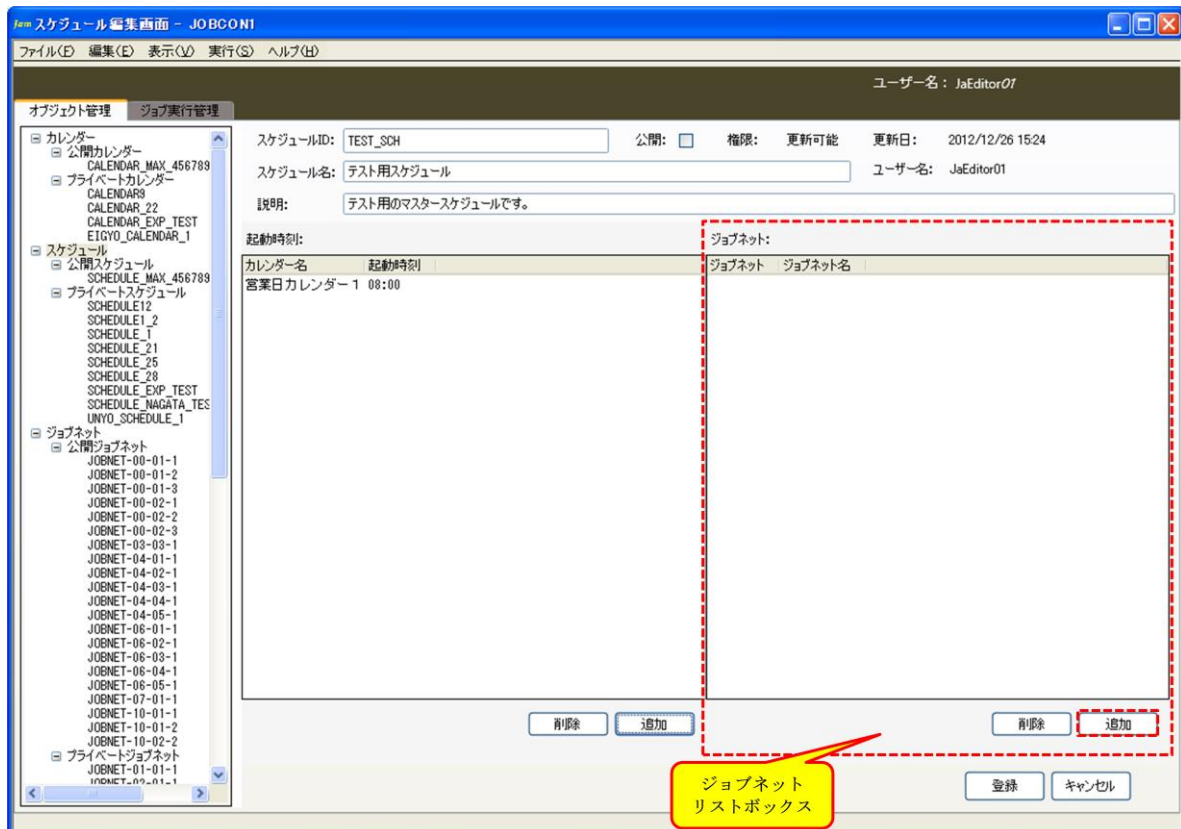 jam スケジュール編集画面 - JOBCON1
ファイル(F) 編集(E) 表示(V) 実行(S) ヘルプ(H)
ユーザー名: JaEditor01
オブジェクト管理 ジョブ実行管理
カレンダー
公開カレンダー
CALENDAR_MAX_456789
プライベートカレンダー
CALENDAR9
CALENDAR_22
CALENDAR_EXP_TEST
EIGYO_CALENDAR_1
スケジュール
公開スケジュール
SCHEDULE_MAX_456789
プライベートスケジュール
SCHEDULE12
SCHEDULE1_2
SCHEDULE_1
SCHEDULE_21
SCHEDULE_25
SCHEDULE_28
SCHEDULE_EXP_TEST
SCHEDULE_NAGATA_TES
UNYO_SCHEDULE_1
ジョブネット
公開ジョブネット
JOBNET-00-01-1
JOBNET-00-01-2
JOBNET-00-01-3
JOBNET-00-02-1
JOBNET-00-02-2
JOBNET-00-02-3
JOBNET-03-03-1
JOBNET-04-01-1
JOBNET-04-02-1
JOBNET-04-03-1
JOBNET-04-04-1
JOBNET-04-05-1
JOBNET-06-01-1
JOBNET-06-02-1
JOBNET-06-03-1
JOBNET-06-04-1
JOBNET-06-05-1
JOBNET-07-01-1
JOBNET-10-01-1
JOBNET-10-01-2
JOBNET-10-02-2
プライベートジョブネット
JOBNET-01-01-1
JOBNET-02-01-1
スケジュールID: TEST_SCH 公開: 権限: 更新可能 更新日: 2012/12/26 15:24
スケジュール名: テスト用スケジュール ユーザー名: JaEditor01
説明: テスト用のマスタースケジュールです。
起動時刻: ジョブネット:
カレンダー名 起動時刻 ジョブネット ジョブネット名
営業日カレンダー1 08:00
削除 追加 削除 追加
ジョブネット
リストボックス
登録 キャンセル